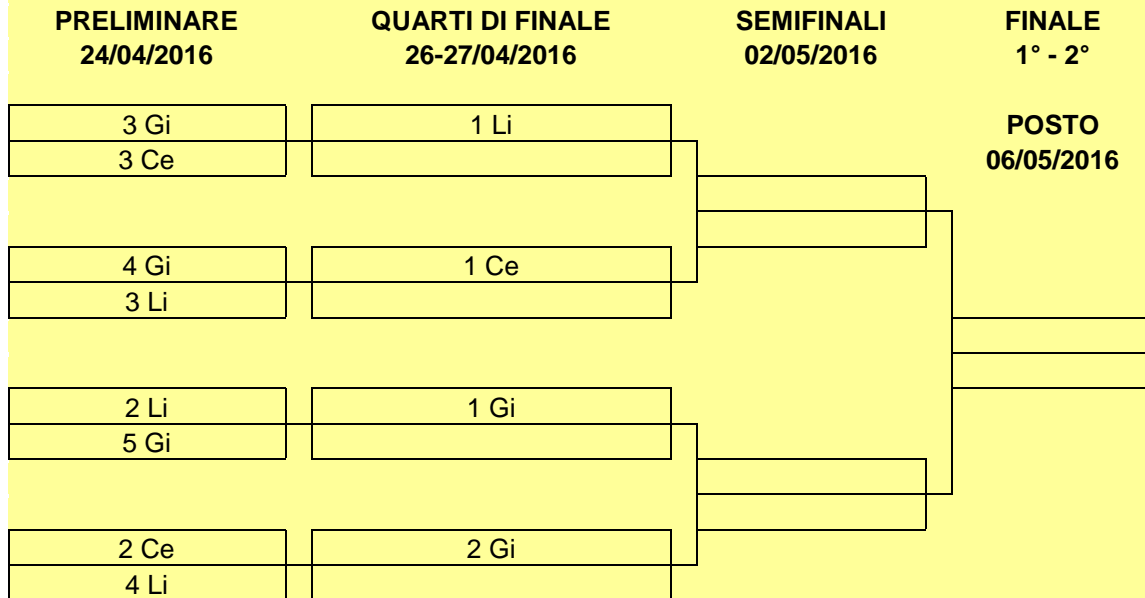 PRELIMINARE QUARTI DI FINALE SEMIFINALI FINALE
24/04/2016 26-27/04/2016 02/05/2016 1° - 2°
3 Gi 1 Li POSTO
3 Ce 06/05/2016
4 Gi 1 Ce
3 Li
2 Li 1 Gi
5 Gi
2 Ce 2 Gi
4 Li